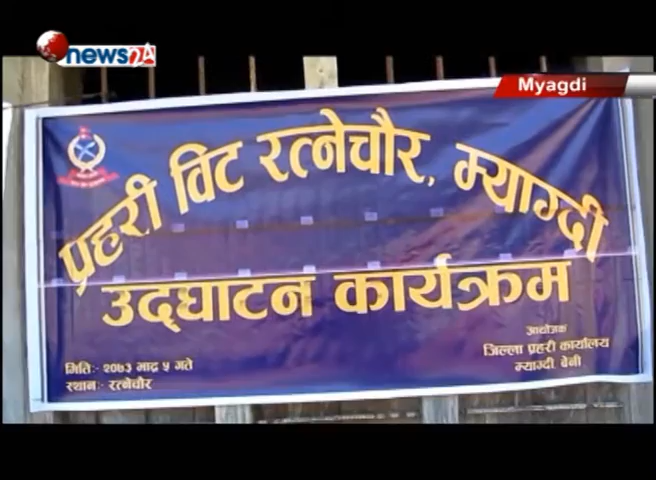 news24
Myagdi
प्रहरी विट रत्नेचौर, म्याग्दी
उद्घाटन कार्यक्रम
आयोजक
जिल्ला प्रहरी कार्यालय
म्याग्दी, बेनी
मिति:- २०७३ भाद्र ५ गते
स्थान:- रत्नेचौर